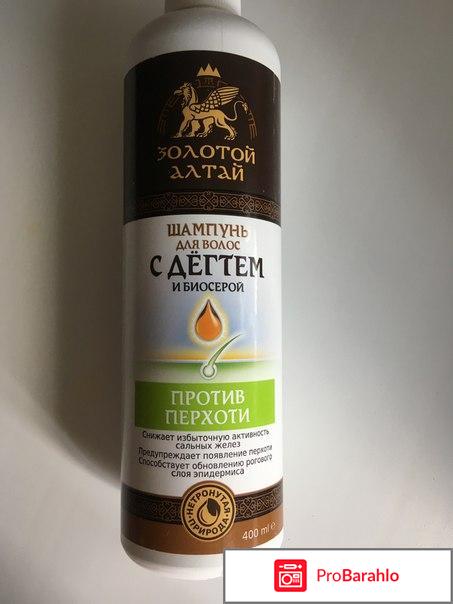 ЗОЛОТОЙ
АЛТАЙ
ШАМПУНЬ
ДЛЯ ВОЛОС
С ДЁГТЕМ
И БИОСЕРОЙ
ПРОТИВ
ПЕРХОТИ
Снижает избыточную активность
сальных желез
Предупреждает появление перхоти
Способствует обновлению рогового
слоя эпидермиса
НЕТРОНУТАЯ
ПРИРОДА
400 ml e
ProBarahlo